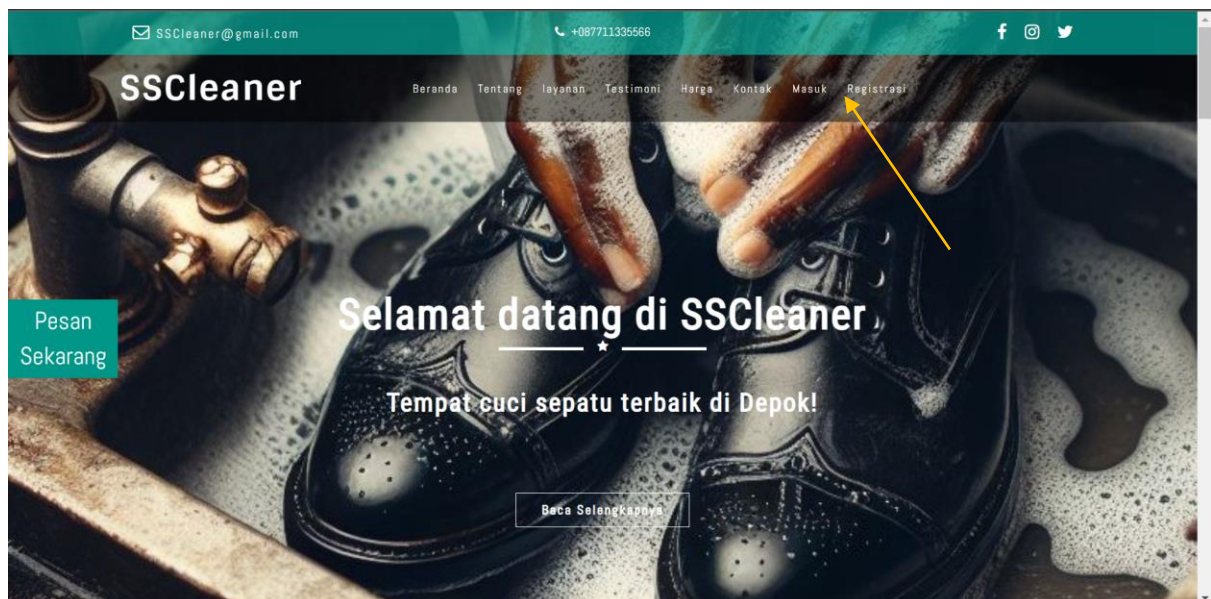 SSCleaner@gmail.com
+087711335566
SSCleaner
Beranda Tentang layanan Testimoni Harga Kontak Masuk Registrasi
Pesan
Sekarang
Selamat datang di SSCleaner
Tempat cuci sepatu terbaik di Depok!
Baca Selengkapnya